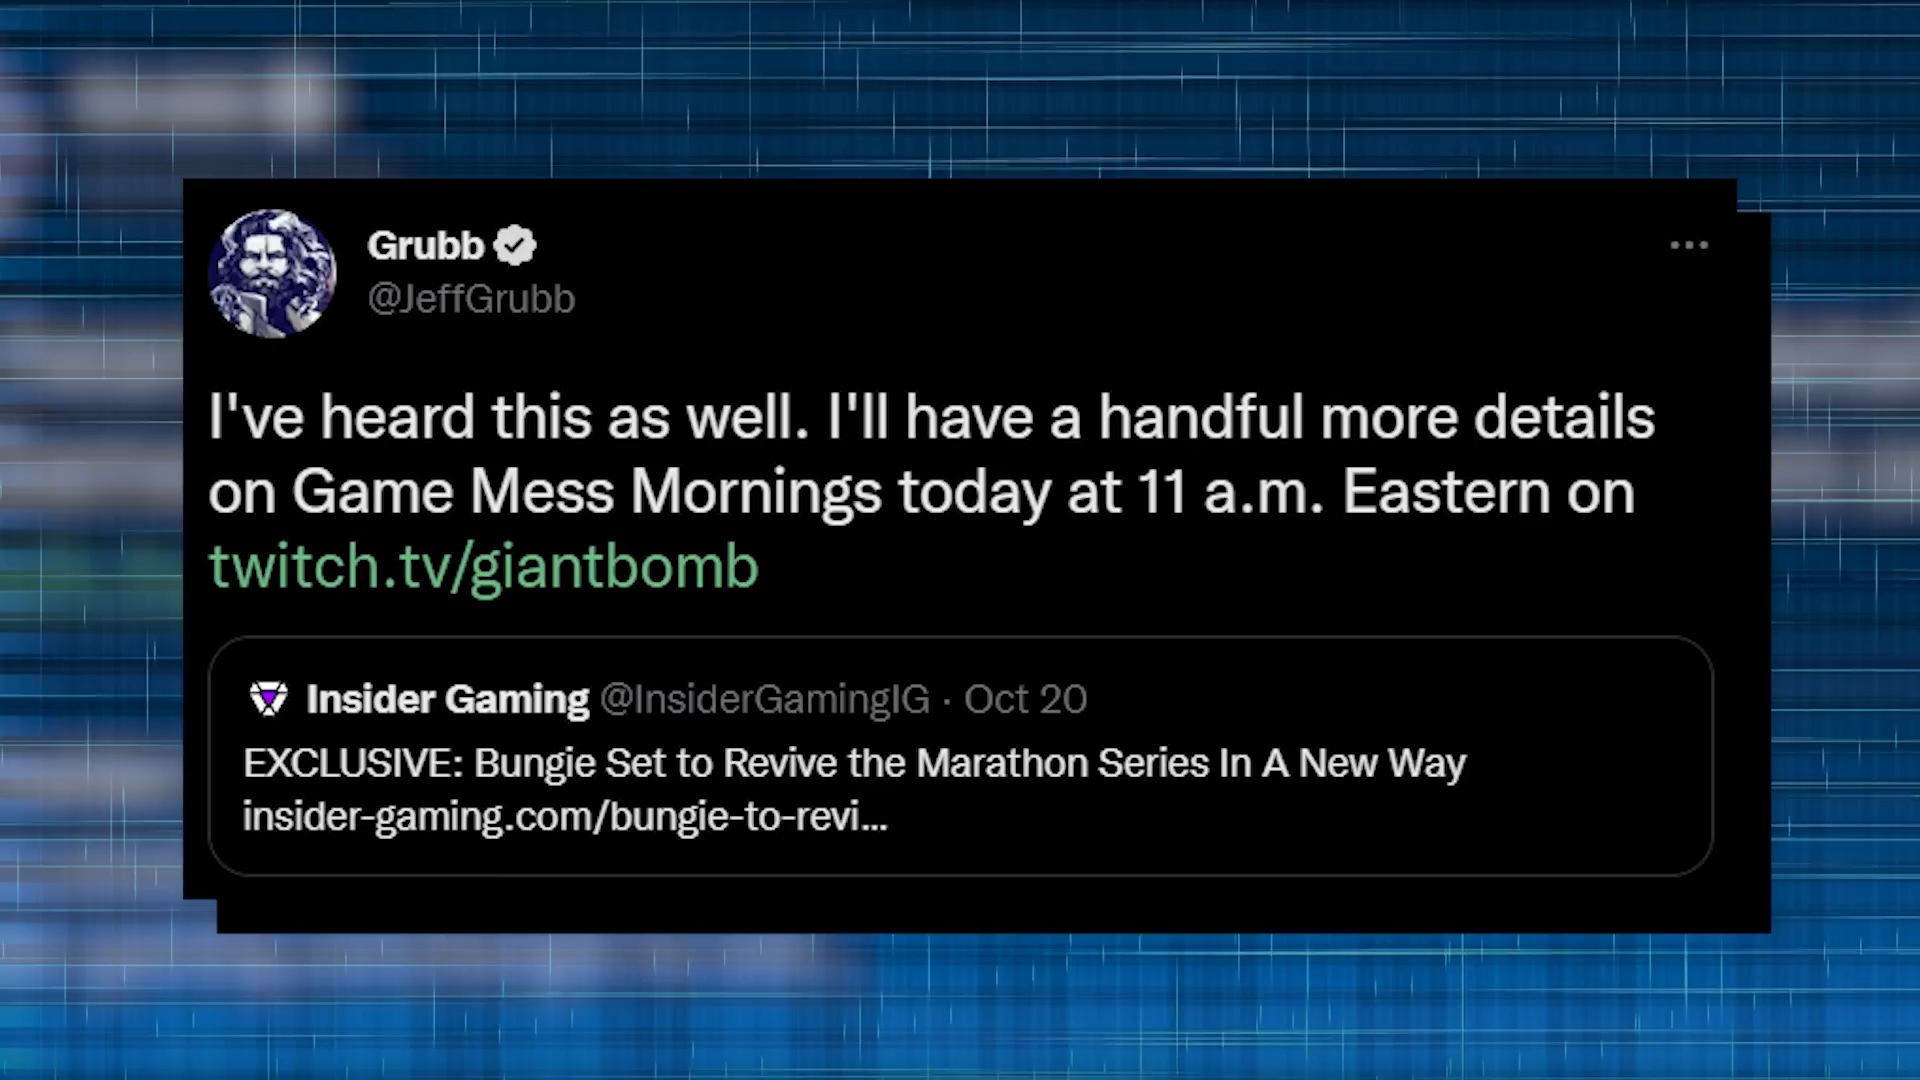 Grubb
@JeffGrubb
I've heard this as well. I'll have a handful more details
on Game Mess Mornings today at 11 a.m. Eastern on
twitch.tv/giantbomb
Insider Gaming @InsiderGamingIG · Oct 20
EXCLUSIVE: Bungie Set to Revive the Marathon Series In A New Way
insider-gaming.com/bungie-to-revi...